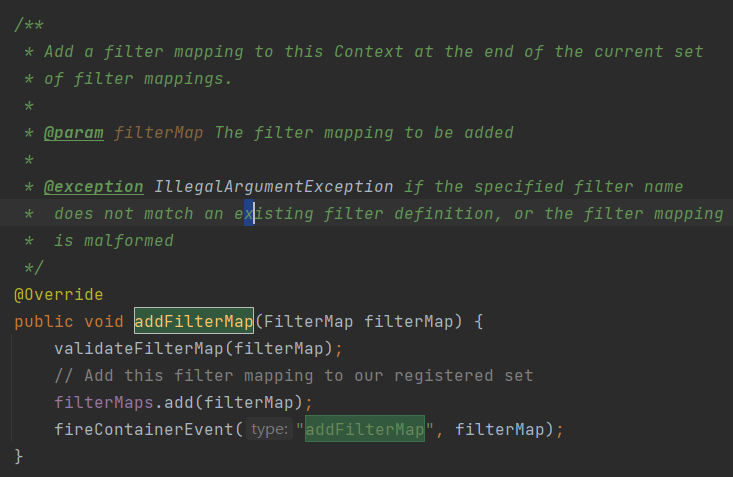 /**
 * Add a filter mapping to this Context at the end of the current set
 * of filter mappings.
 *
 * @param filterMap The filter mapping to be added
 *
 * @exception IllegalArgumentException if the specified filter name
 *  does not match an existing filter definition, or the filter mapping
 *  is malformed
 */
@Override
public void addFilterMap(FilterMap filterMap) {
    validateFilterMap(filterMap);
    // Add this filter mapping to our registered set
    filterMaps.add(filterMap);
    fireContainerEvent( type: "addFilterMap", filterMap);
}